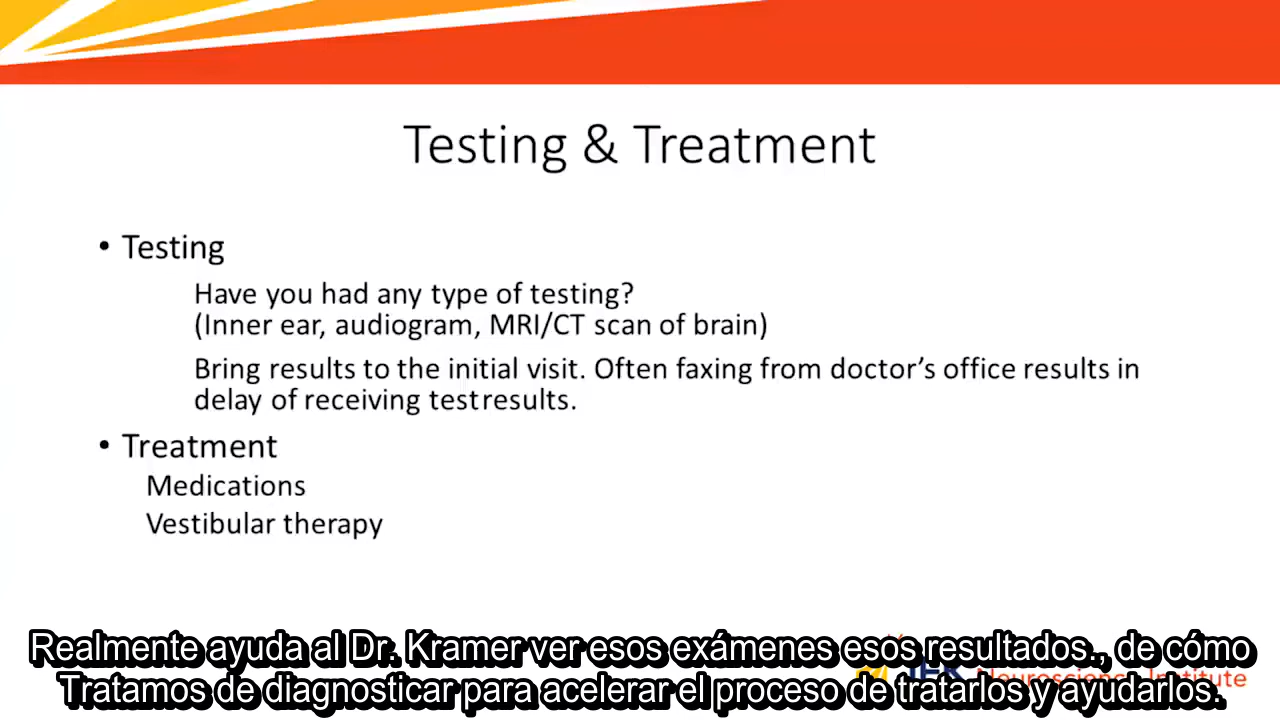 Testing & Treatment
• Testing
Have you had any type of testing?
(Inner ear, audiogram, MRI/CT scan of brain)
Bring results to the initial visit. Often faxing from doctor's office results in
delay of receiving testresults.
• Treatment
Medications
Vestibular therapy
Realmente ayuda al Dr. Kramer ver esos exámenes esos resultados., de cómo
Tratamos de diagnosticar para acelerar el proceso de tratarlos y ayudarlos.
JFK Neuroscience Institute